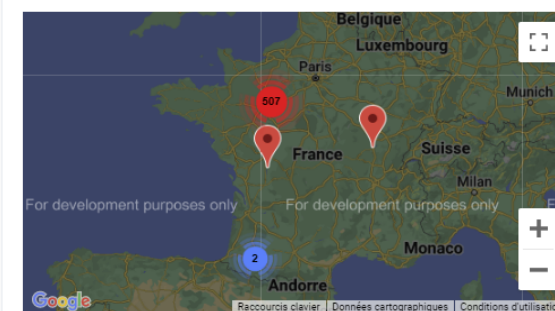 Belgique
Luxembourg
Paris
Munich
507
France
Suisse
Milan
For development purposes only
For development purposes only
Monaco
2
Andorre
Google
Raccourcis clavier
Données cartographiques
Conditions d'utilisatio